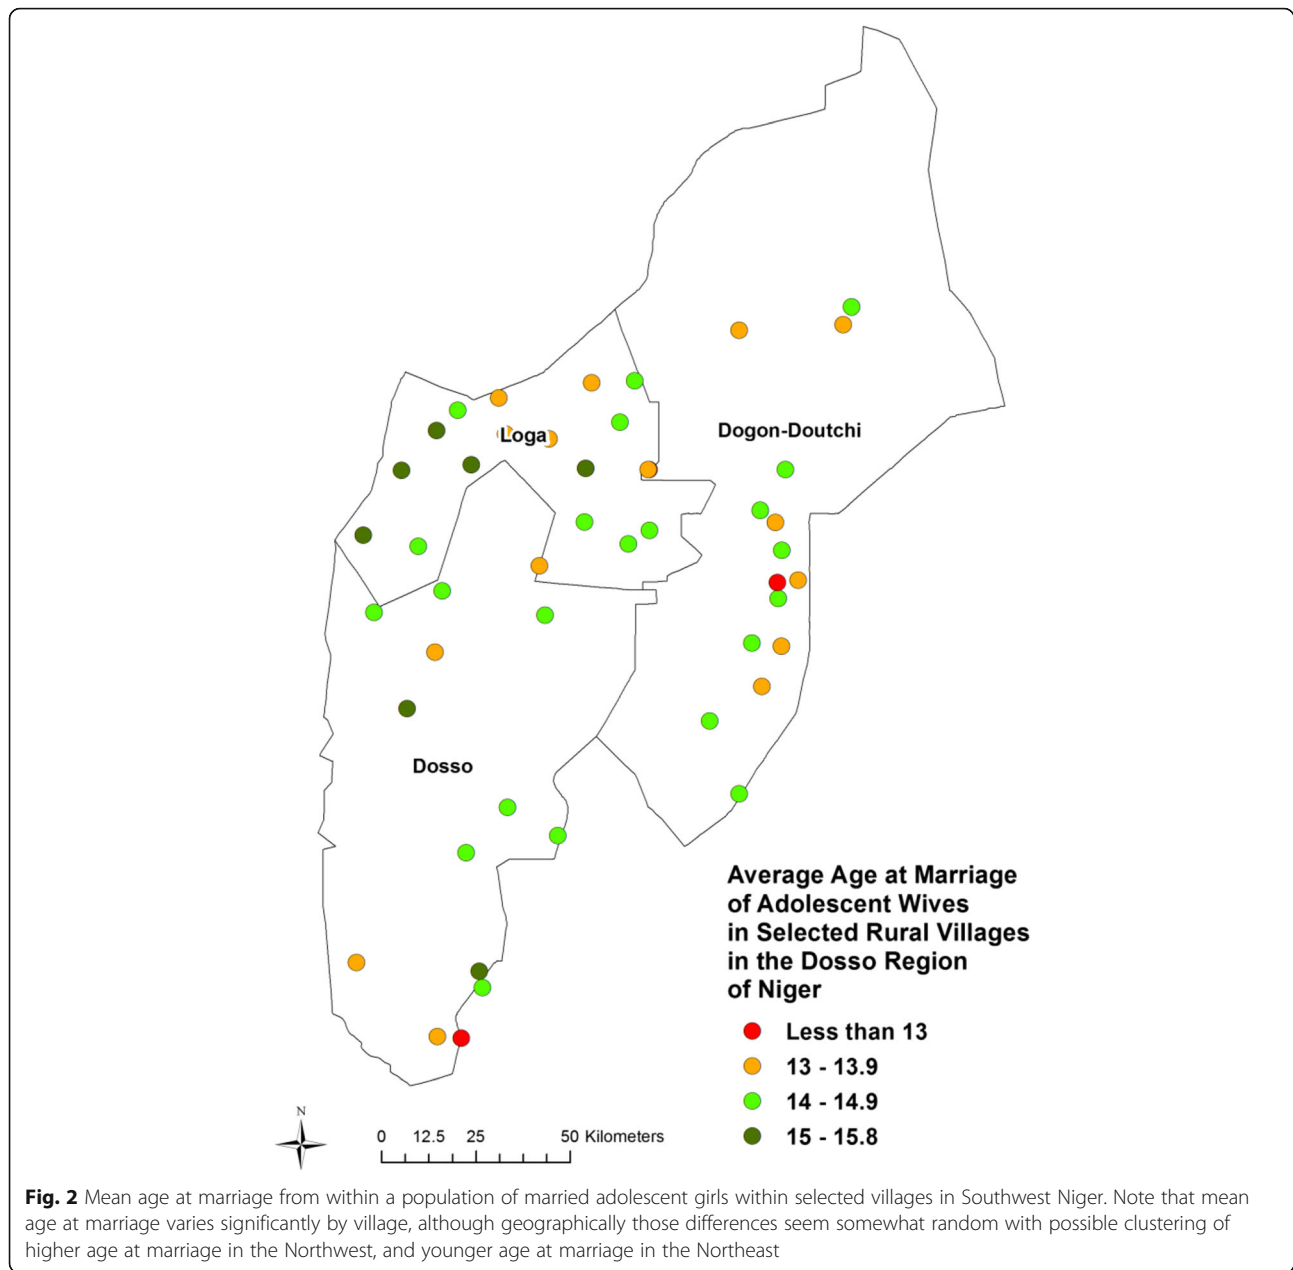 Loga
Dogon-Doutchi
Dosso
Average Age at Marriage
of Adolescent Wives
in Selected Rural Villages
in the Dosso Region
of Niger
Less than 13
13 - 13.9
14 - 14.9
15 - 15.8
N
0 12.5 25 50 Kilometers
Fig. 2 Mean age at marriage from within a population of married adolescent girls within selected villages in Southwest Niger. Note that mean
age at marriage varies significantly by village, although geographically those differences seem somewhat random with possible clustering of
higher age at marriage in the Northwest, and younger age at marriage in the Northeast